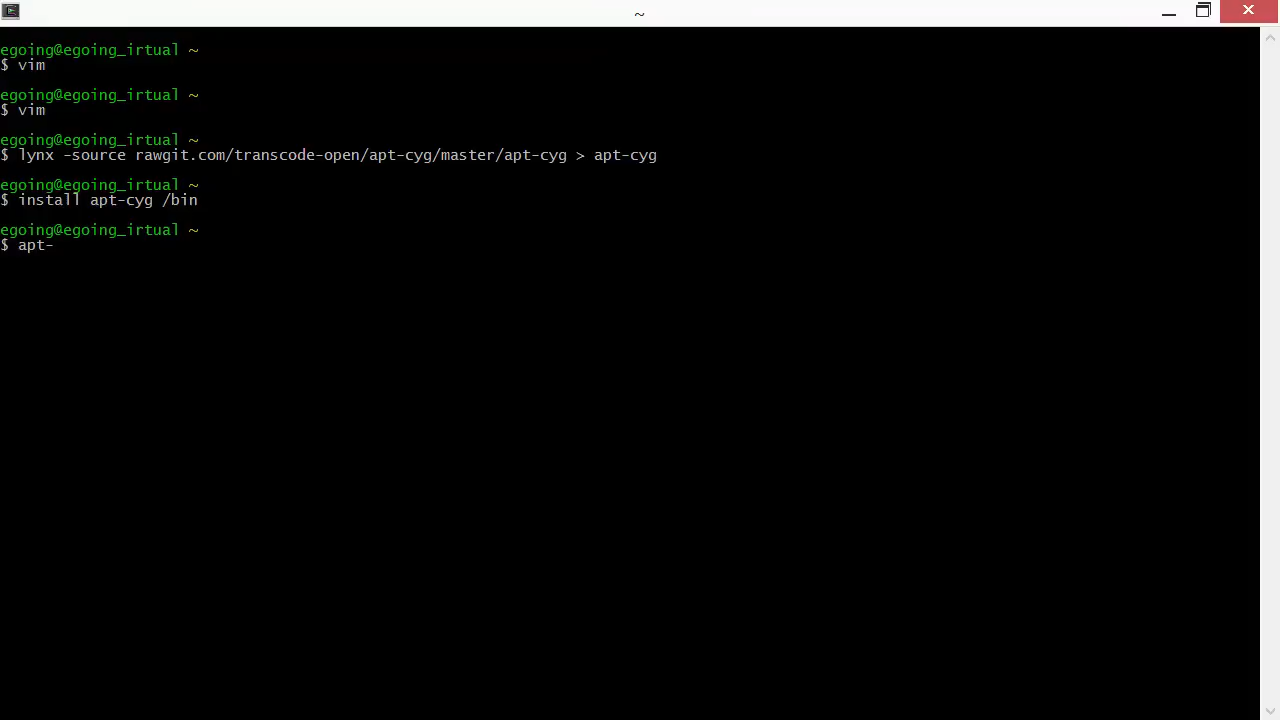 ~
egoing@egoing_irtual ~
$ vim
egoing@egoing_irtual ~
$ vim
egoing@egoing_irtual ~
$ lynx -source rawgit.com/transcode-open/apt-cyg/master/apt-cyg > apt-cyg
egoing@egoing_irtual ~
$ install apt-cyg /bin
egoing@egoing_irtual ~
$ apt-